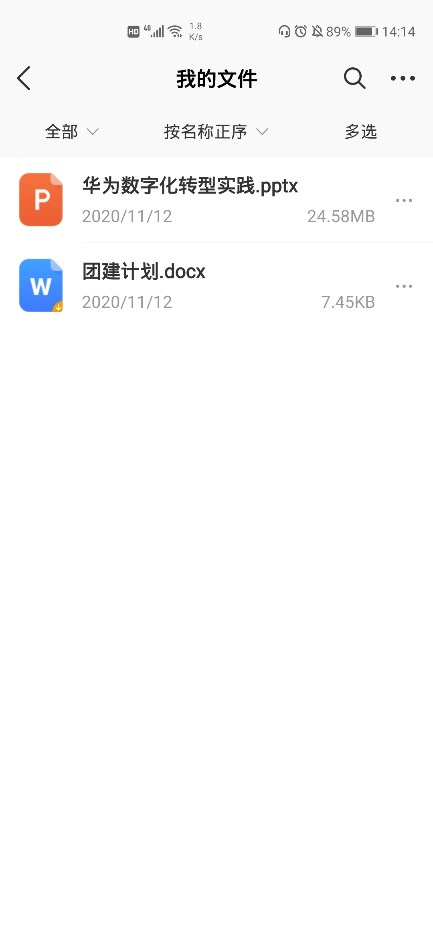 HD 4G 1.8 K/s 89% 14:14
我的文件
全部 按名称正序 多选
P 华为数字化转型实践.pptx
2020/11/12 24.58MB
W 团建计划.docx
2020/11/12 7.45KB